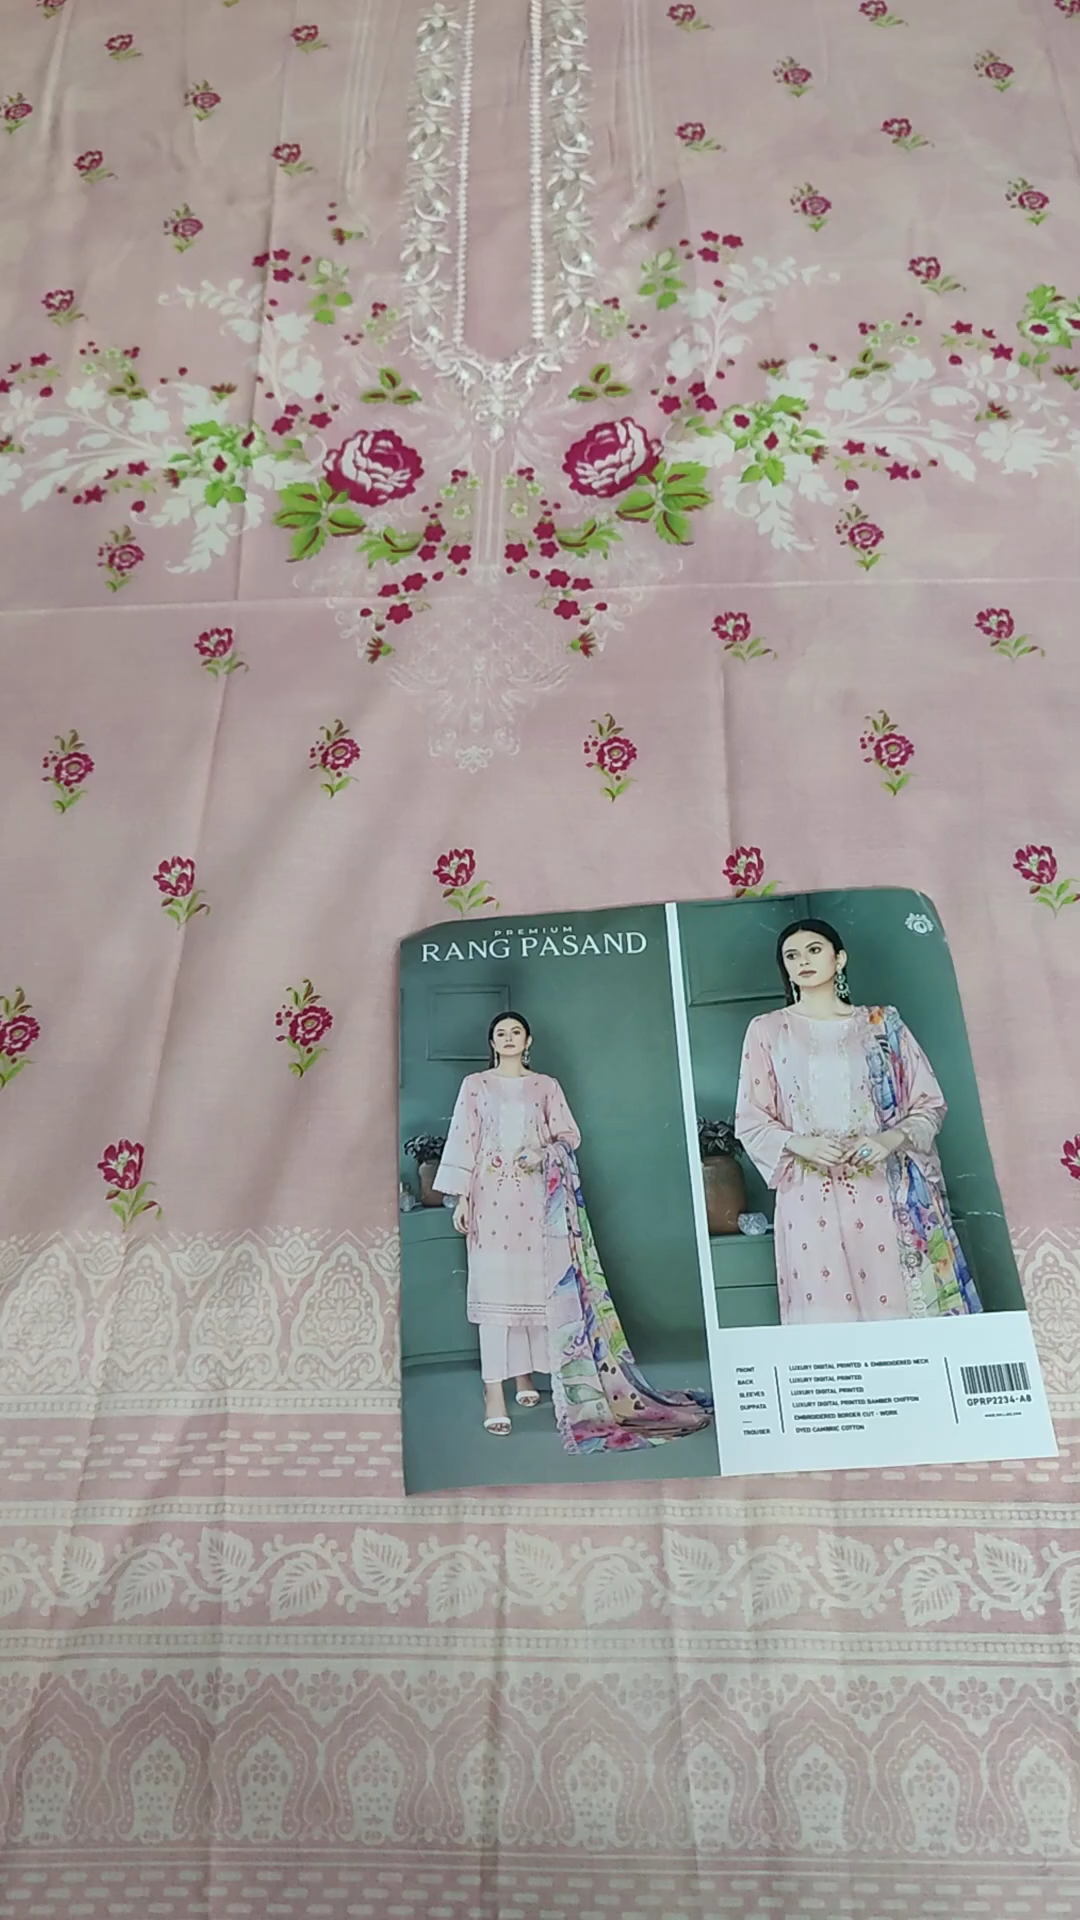 PREMIUM
RANG PASAND
FRONT LUXURY DIGITAL PRINTED & EMBROIDERED NECK
BACK LUXURY DIGITAL PRINTED
SLEEVES LUXURY DIGITAL PRINTED
DUPPATA LUXURY DIGITAL PRINTED BAMBER CHIFFON
EMBROIDERED BORDER CUT - WORK
TROUSER DYED CAMBRIC COTTON
GPRP2234-A8